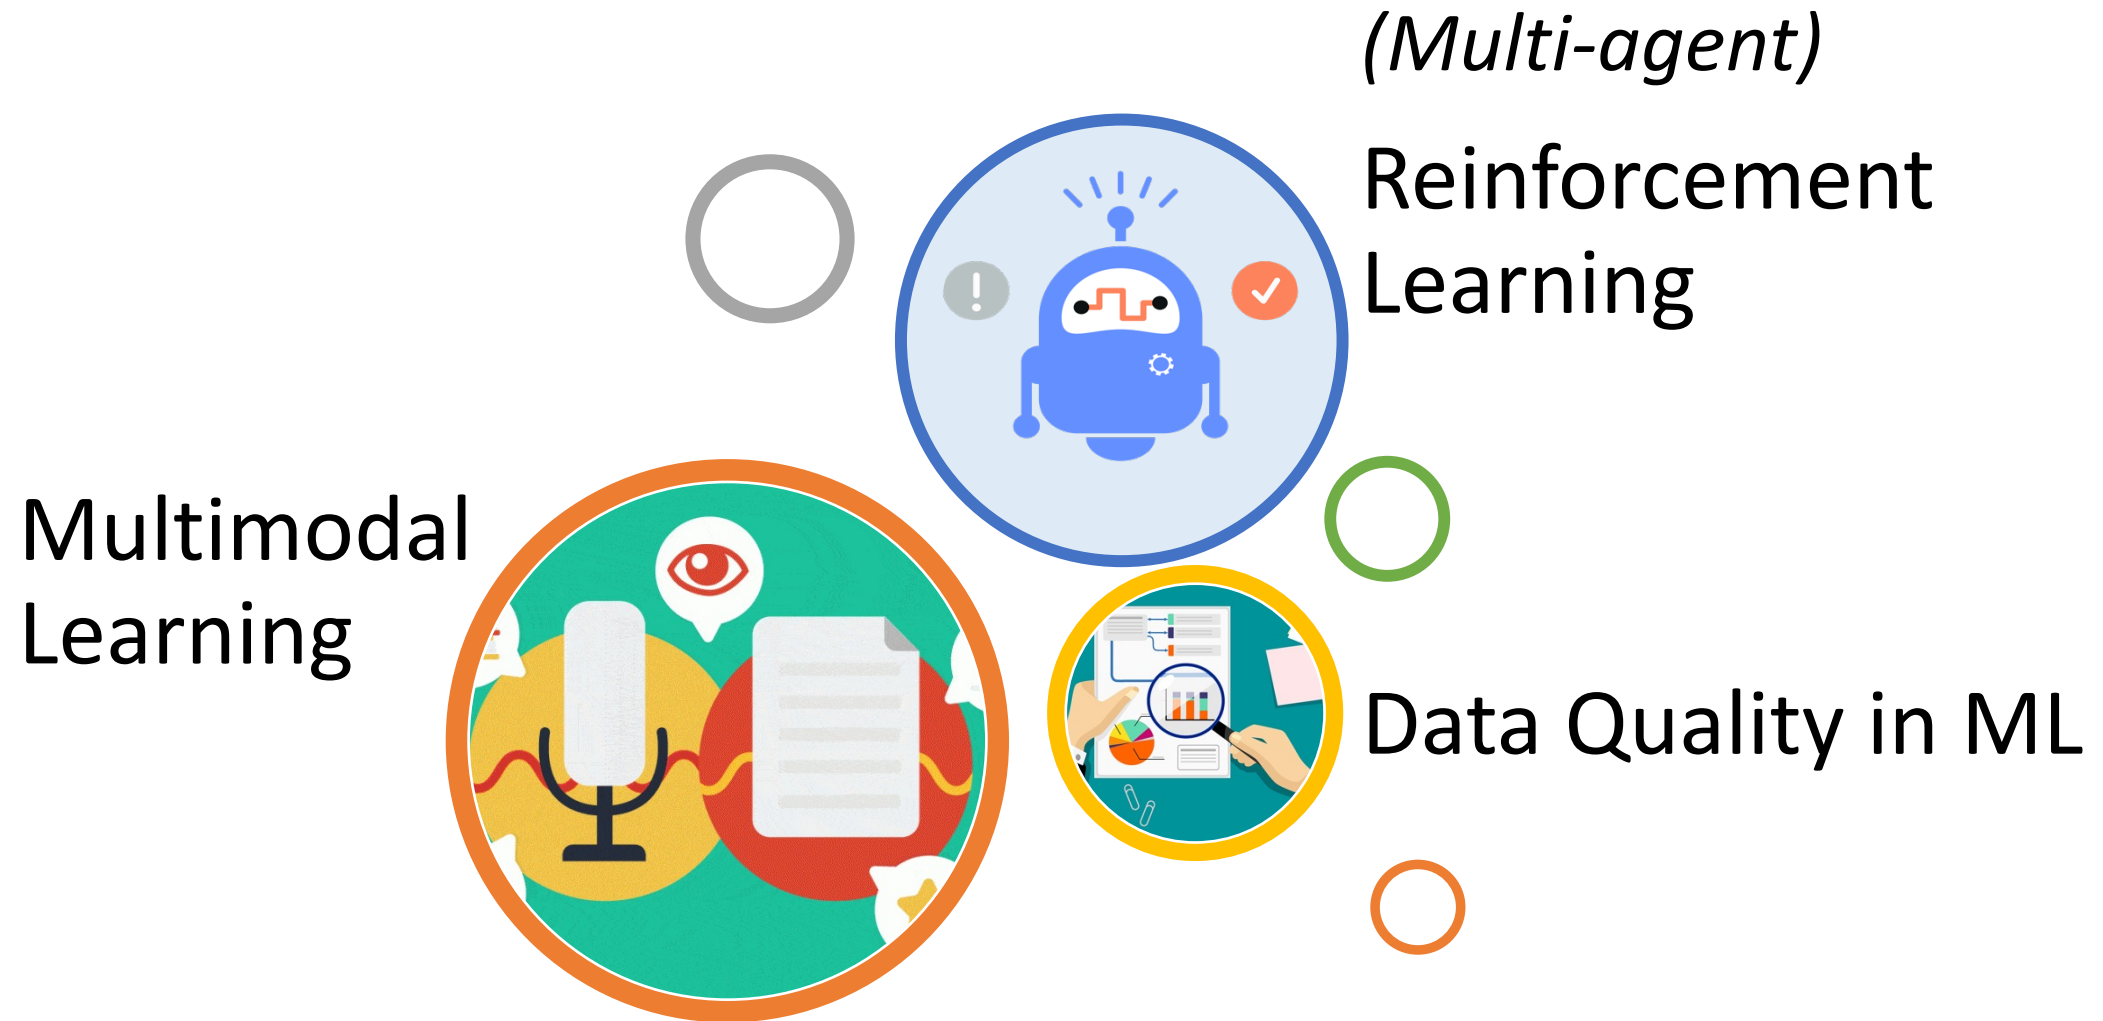 (Multi-agent)
Reinforcement
Learning
Multimodal
Learning
Data Quality in ML